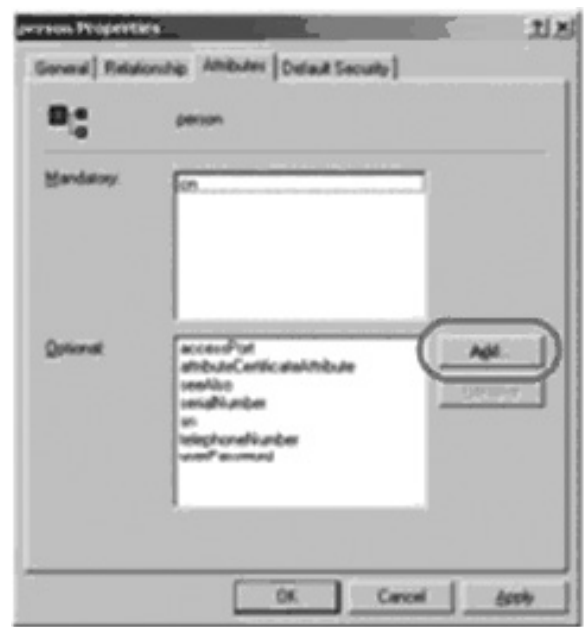 person Properties
General Relationship Attributes Default Security
person
Mandatory:
cn
Optional:
accessPort
attributeCertificateAttribute
seeAlso
serialNumber
sn
telephoneNumber
userPassword
Add...
Remove
OK Cancel Apply